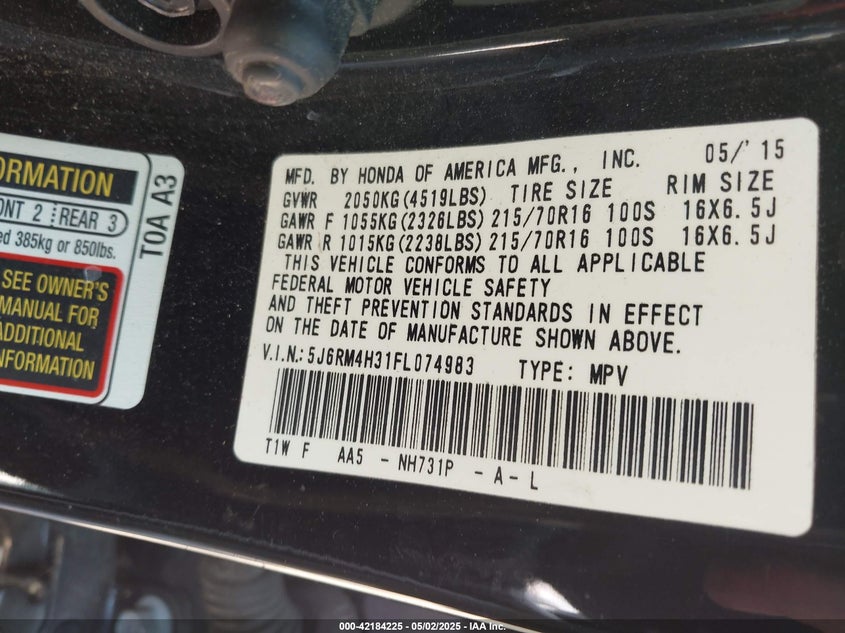 ORMATION
ONT 2 REAR 3
ed 385kg or 850lbs.
SEE OWNER'S
MANUAL FOR
ADDITIONAL
INFORMATION
T0A A3
MFD. BY HONDA OF AMERICA MFG., INC. 05/'15
GVWR 2050KG(4519LBS) TIRE SIZE RIM SIZE
GAWR F 1055KG(2326LBS) 215/70R16 100S 16X6.5J
GAWR R 1015KG(2238LBS) 215/70R16 100S 16X6.5J
THIS VEHICLE CONFORMS TO ALL APPLICABLE
FEDERAL MOTOR VEHICLE SAFETY
AND THEFT PREVENTION STANDARDS IN EFFECT
ON THE DATE OF MANUFACTURE SHOWN ABOVE.
V.I.N.: 5J6RM4H31FL074983 TYPE: MPV
T1W F AA5 - NH731P - A- L
000-42184225 - 05/02/2025 - IAA Inc.